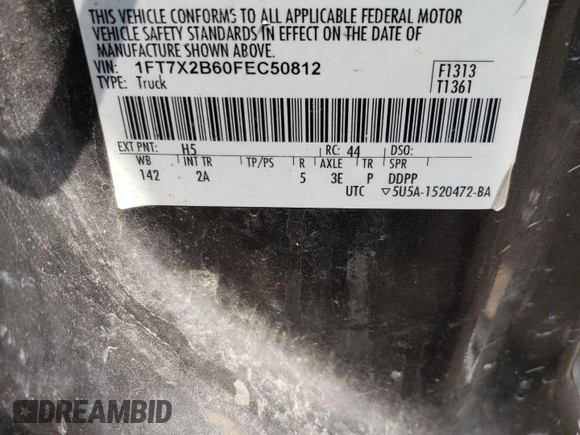 THIS VEHICLE CONFORMS TO ALL APPLICABLE FEDERAL MOTOR
VEHICLE SAFETY STANDARDS IN EFFECT ON THE DATE OF
MANUFACTURE SHOWN ABOVE.
VIN: 1FT7X2B60FEC50812
TYPE: Truck
F1313
T1361
EXT PNT: H5 RC: 44 DSO:
WB INT TR TP/PS R AXLE TR SPR
142 2A 5 3E P DDPP
UTC ▽5U5A-1520472-BA
DREAMBID